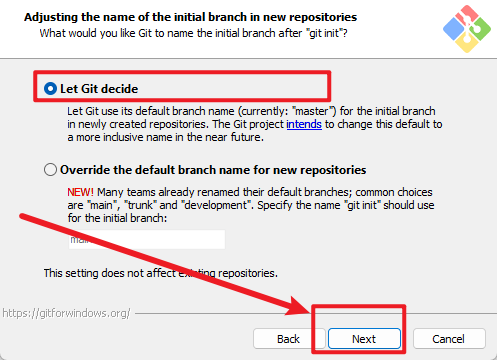 Adjusting the name of the initial branch in new repositories
What would you like Git to name the initial branch after "git init"?
Let Git decide
Let Git use its default branch name (currently: "master") for the initial branch
in newly created repositories. The Git project intends to change this default to
a more inclusive name in the near future.
Override the default branch name for new repositories
NEW! Many teams already renamed their default branches; common choices
are "main", "trunk" and "development". Specify the name "git init" should use
for the initial branch:
main
This setting does not affect existing repositories.
https://gitforwindows.org/
Back
Next
Cancel